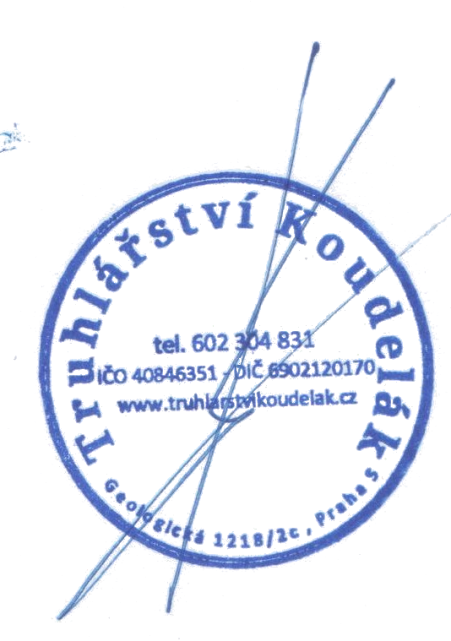 Truhlářství Koudelák
tel. 602 304 831
IČO 40846351 - DIČ 6902120170
www.truhlarstvikoudelak.cz
Geologická 1218/2c, Praha 5